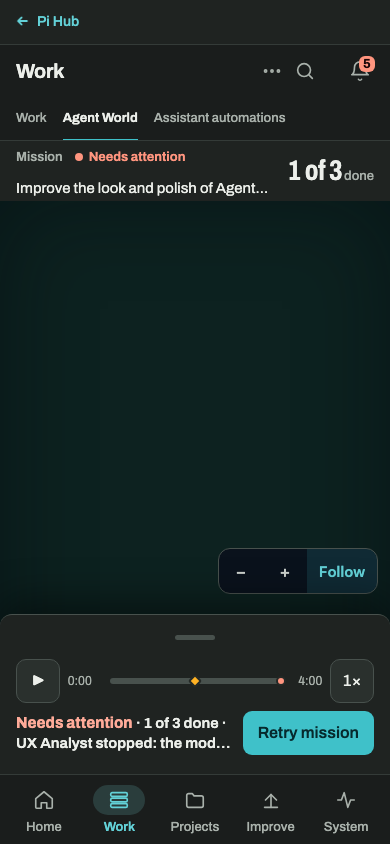 Pi Hub
Work
5
Work Agent World Assistant automations
Mission Needs attention
1 of 3 done
Improve the look and polish of Agent...
− + Follow
0:00 4:00 1×
Needs attention · 1 of 3 done ·
UX Analyst stopped: the mod...
Retry mission
Home Work Projects Improve System